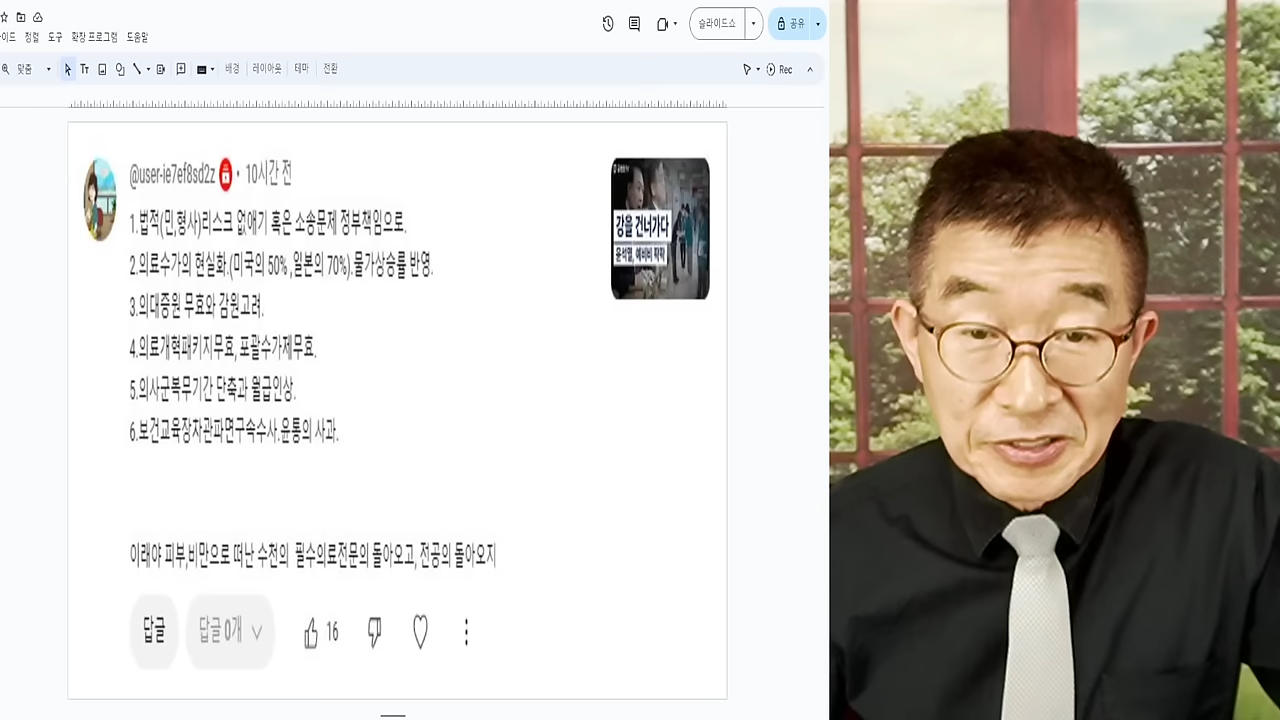 이드 정렬 도구 확장 프로그램 도움말
슬라이드쇼
공유
맞춤
배경 레이아웃 테마 전환
Rec
@user-ie7ef8sd2z · 10시간 전
1.법적(민,형사)리스크 없애기 혹은 소송문제 정부책임으로.
2.의료수가의 현실화.(미국의 50% ,일본의 70%).물가상승률 반영.
3.의대증원 무효와 감원고려.
4.의료개혁패키지무효, 포괄수가제무효.
5.의사군복무기간 단축과 월급인상.
6.보건교육장차관파면구속수사.윤통의 사과.
이래야 피부,비만으로 떠난 수천의 필수의료전문의 돌아오고, 전공의 돌아오지
답글
답글 0개
16
강을 건너가다